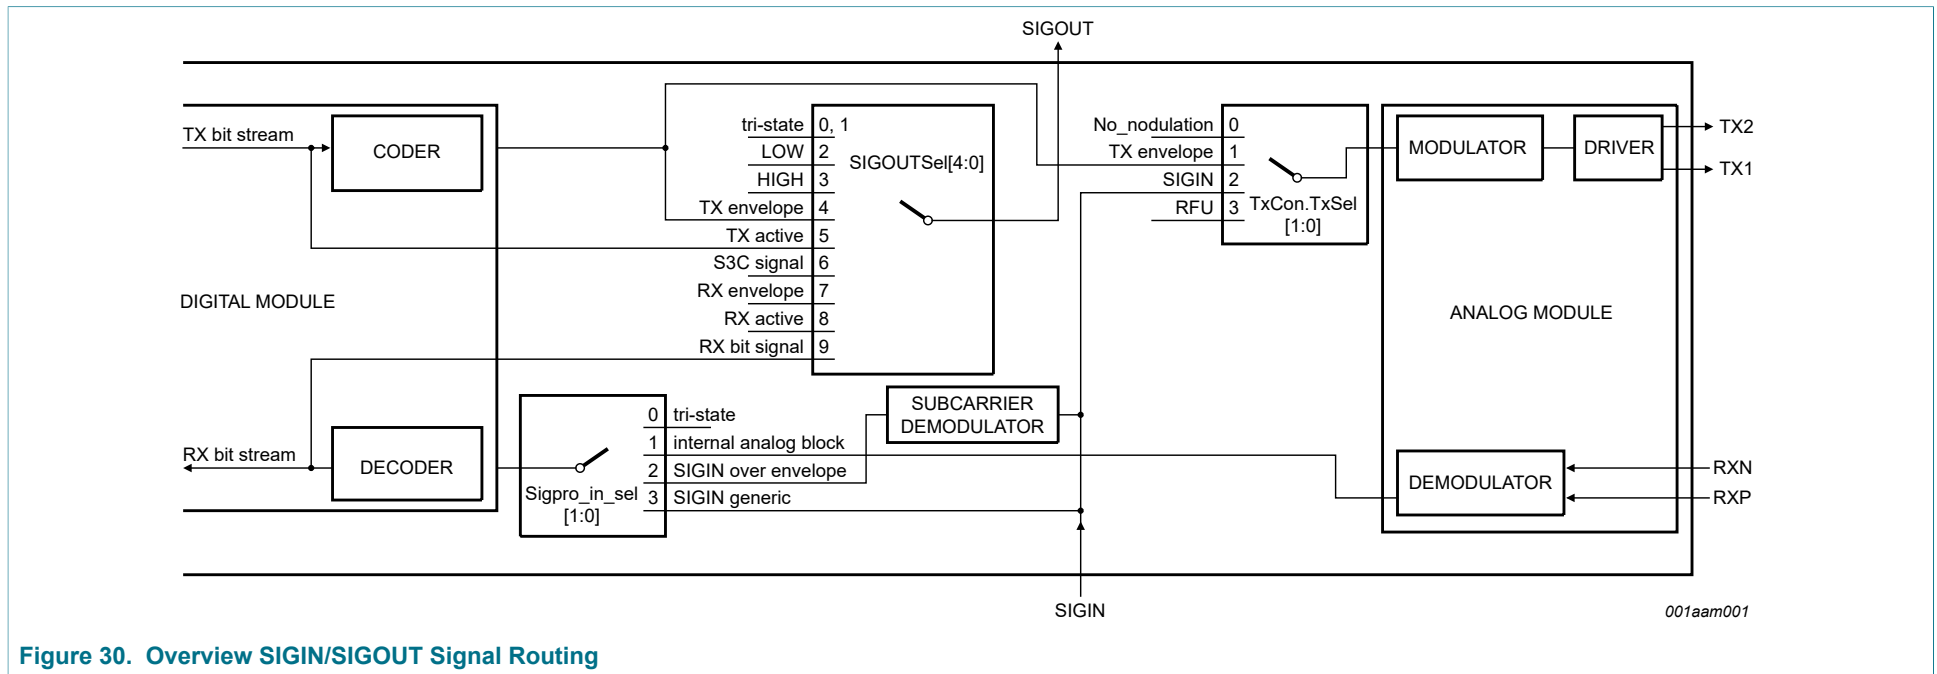 SIGOUT
TX bit stream
CODER
tri-state 0, 1
LOW 2
HIGH 3
TX envelope 4
TX active 5
S3C signal 6
RX envelope 7
RX active 8
RX bit signal 9
SIGOUTSel[4:0]
No_nodulation 0
TX envelope 1
SIGIN 2
RFU 3
TxCon.TxSel
[1:0]
MODULATOR
DRIVER
TX2
TX1
DIGITAL MODULE
ANALOG MODULE
RX bit stream
DECODER
Sigpro_in_sel
[1:0]
0 tri-state
1 internal analog block
2 SIGIN over envelope
3 SIGIN generic
SUBCARRIER
DEMODULATOR
DEMODULATOR
RXN
RXP
SIGIN
001aam001
Figure 30. Overview SIGIN/SIGOUT Signal Routing